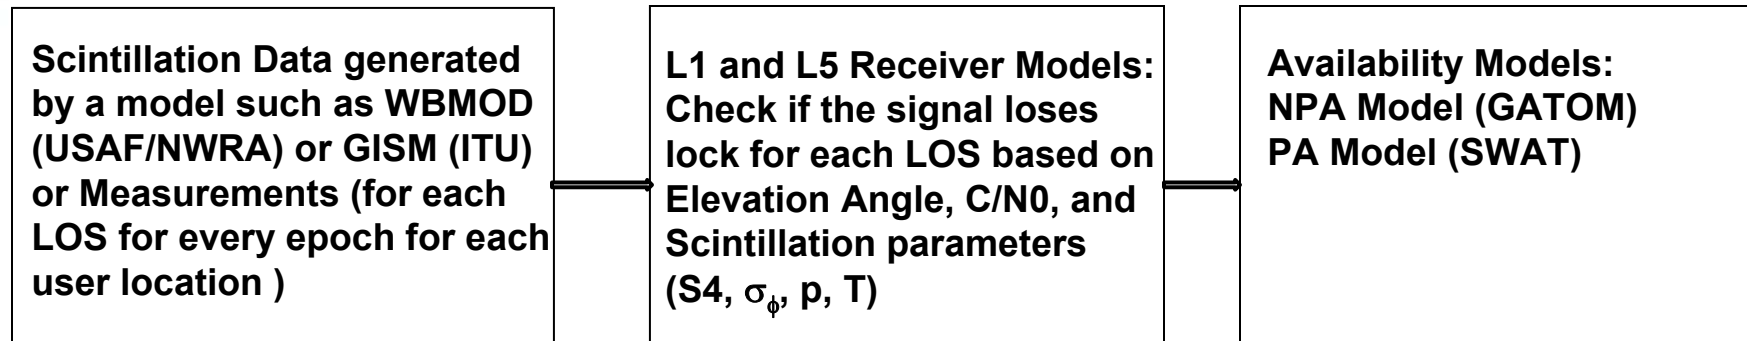 Scintillation Data generated
by a model such as WBMOD
(USAF/NWRA) or GISM (ITU)
or Measurements (for each
LOS for every epoch for each
user location )
L1 and L5 Receiver Models:
Check if the signal loses
lock for each LOS based on
Elevation Angle, C/N0, and
Scintillation parameters
(S4, σϕ, p, T)
Availability Models:
NPA Model (GATOM)
PA Model (SWAT)